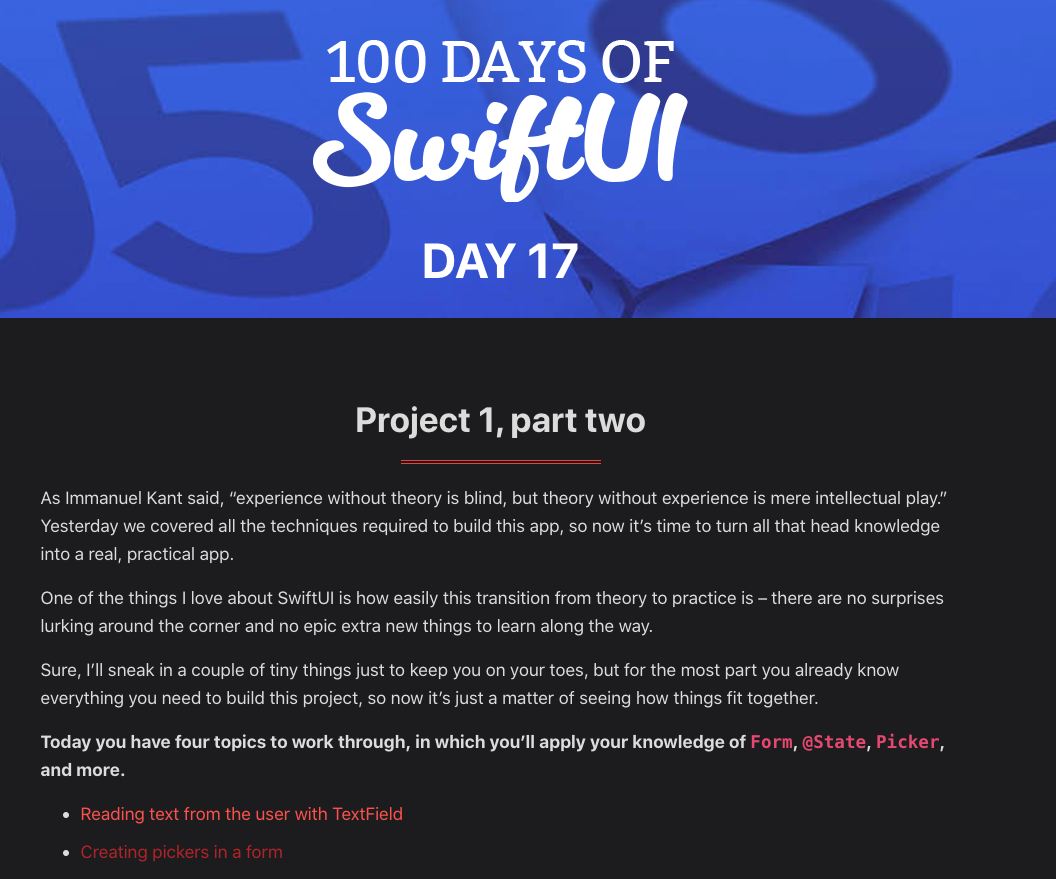 100 DAYS OF
SwiftUI
DAY 17
Project 1, part two
As Immanuel Kant said, “experience without theory is blind, but theory without experience is mere intellectual play.”
Yesterday we covered all the techniques required to build this app, so now it’s time to turn all that head knowledge
into a real, practical app.
One of the things I love about SwiftUI is how easily this transition from theory to practice is – there are no surprises
lurking around the corner and no epic extra new things to learn along the way.
Sure, I’ll sneak in a couple of tiny things just to keep you on your toes, but for the most part you already know
everything you need to build this project, so now it’s just a matter of seeing how things fit together.
Today you have four topics to work through, in which you’ll apply your knowledge of Form, @State, Picker,
and more.
• Reading text from the user with TextField
• Creating pickers in a form